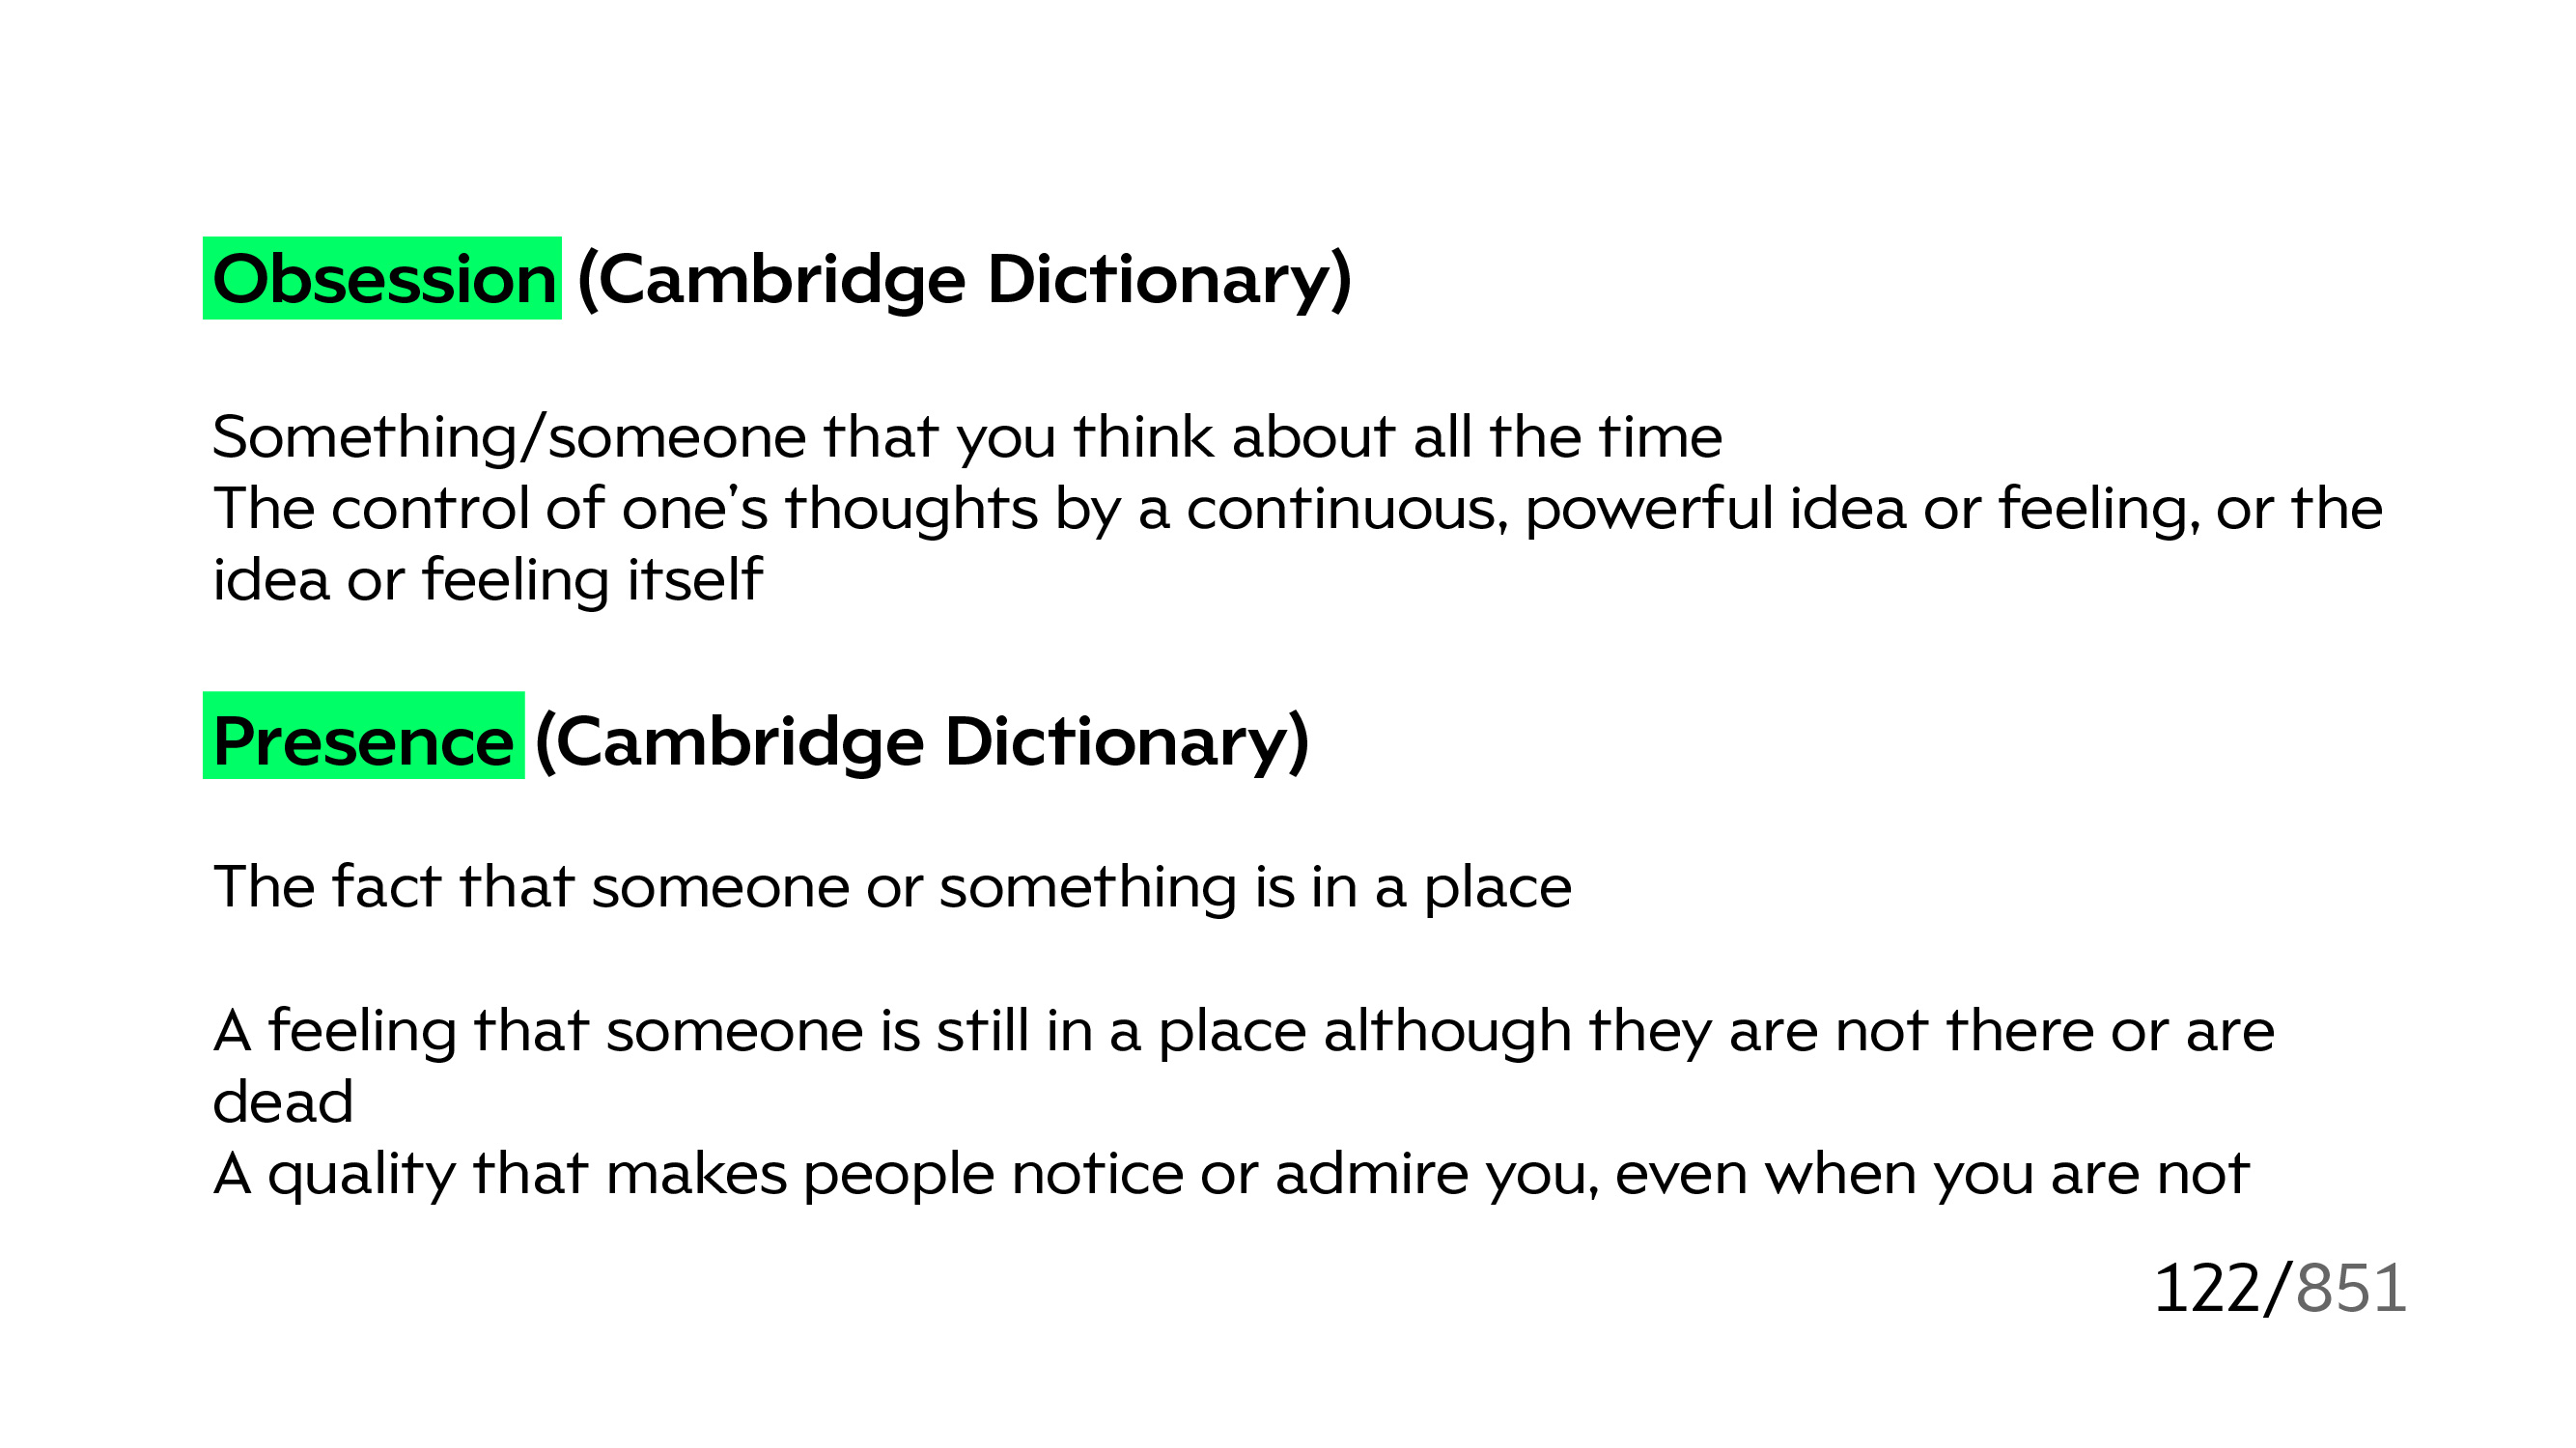 Obsession (Cambridge Dictionary)
Something/someone that you think about all the time
The control of one’s thoughts by a continuous, powerful idea or feeling, or the
idea or feeling itself
Presence (Cambridge Dictionary)
The fact that someone or something is in a place
A feeling that someone is still in a place although they are not there or are
dead
A quality that makes people notice or admire you, even when you are not
122/851